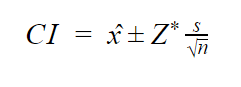 CI = x̂ ± Z* s/√n